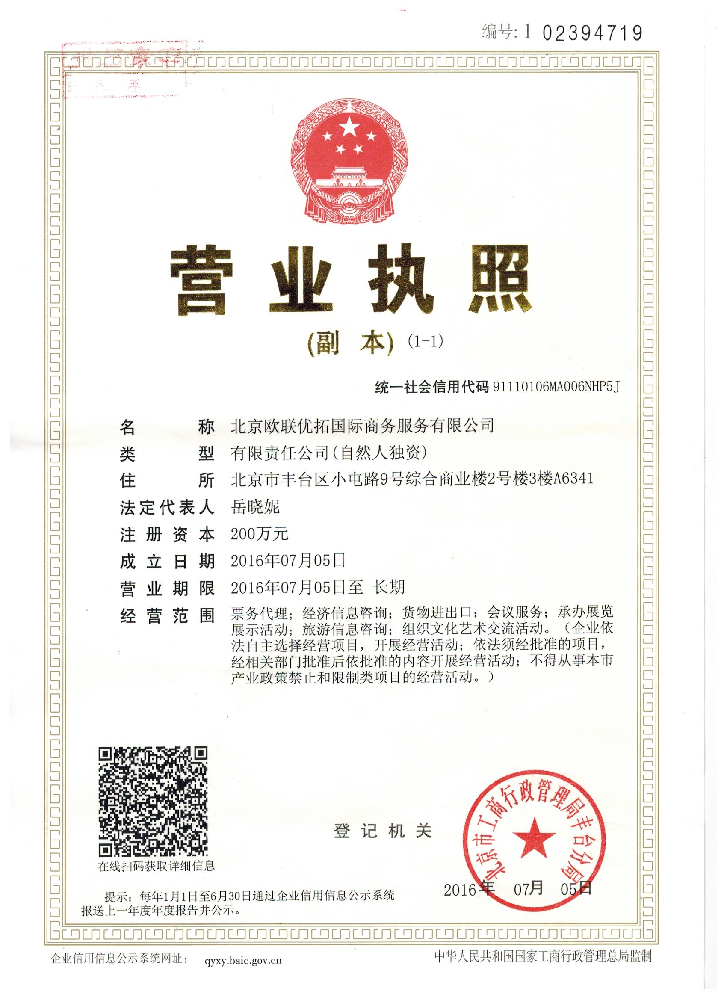 编号: 1 02394719
营业执照
(副 本) (1-1)
统一社会信用代码 91110106MA006NHP5J
名 称 北京欧联优拓国际商务服务有限公司
类 型 有限责任公司(自然人独资)
住 所 北京市丰台区小屯路9号综合商业楼2号楼3楼A6341
法定代表人 岳晓妮
注册资本 200万元
成立日期 2016年07月05日
营业期限 2016年07月05日至 长期
经营范围 票务代理；经济信息咨询；货物进出口；会议服务；承办展览
展示活动；旅游信息咨询；组织文化艺术交流活动。（企业依
法自主选择经营项目，开展经营活动；依法须经批准的项目，
经相关部门批准后依批准的内容开展经营活动；不得从事本市
产业政策禁止和限制类项目的经营活动。）
在线扫码获取详细信息
登记机关
北京市工商行政管理局丰台分局
2016年 07月 05日
提示：每年1月1日至6月30日通过企业信用信息公示系统
报送上一年度年度报告并公示。
企业信用信息公示系统网址： qyxy.baic.gov.cn
中华人民共和国国家工商行政管理总局监制